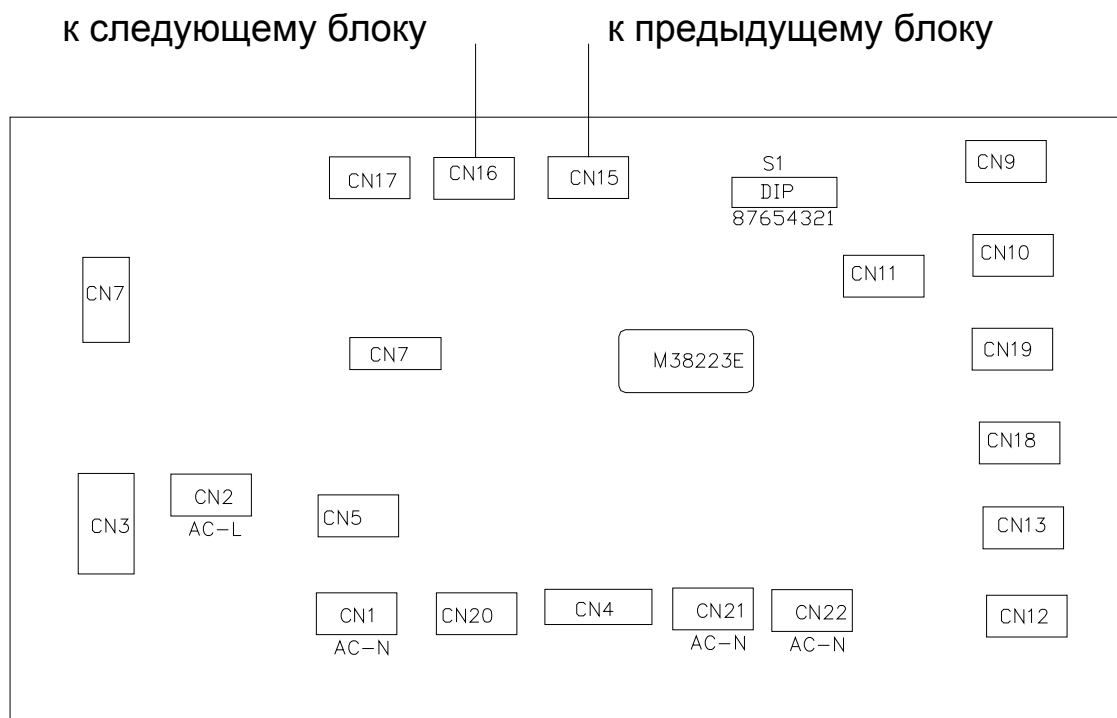 к следующему блоку к предыдущему блоку
S1
CN17 CN16 CN15 DIP CN9
87654321
CN10
CN11
CN7
CN7 M38223E CN19
CN18
CN2
CN3 AC-L CN5 CN13
CN1 CN20 CN4 CN21 CN22 CN12
AC-N AC-N AC-N